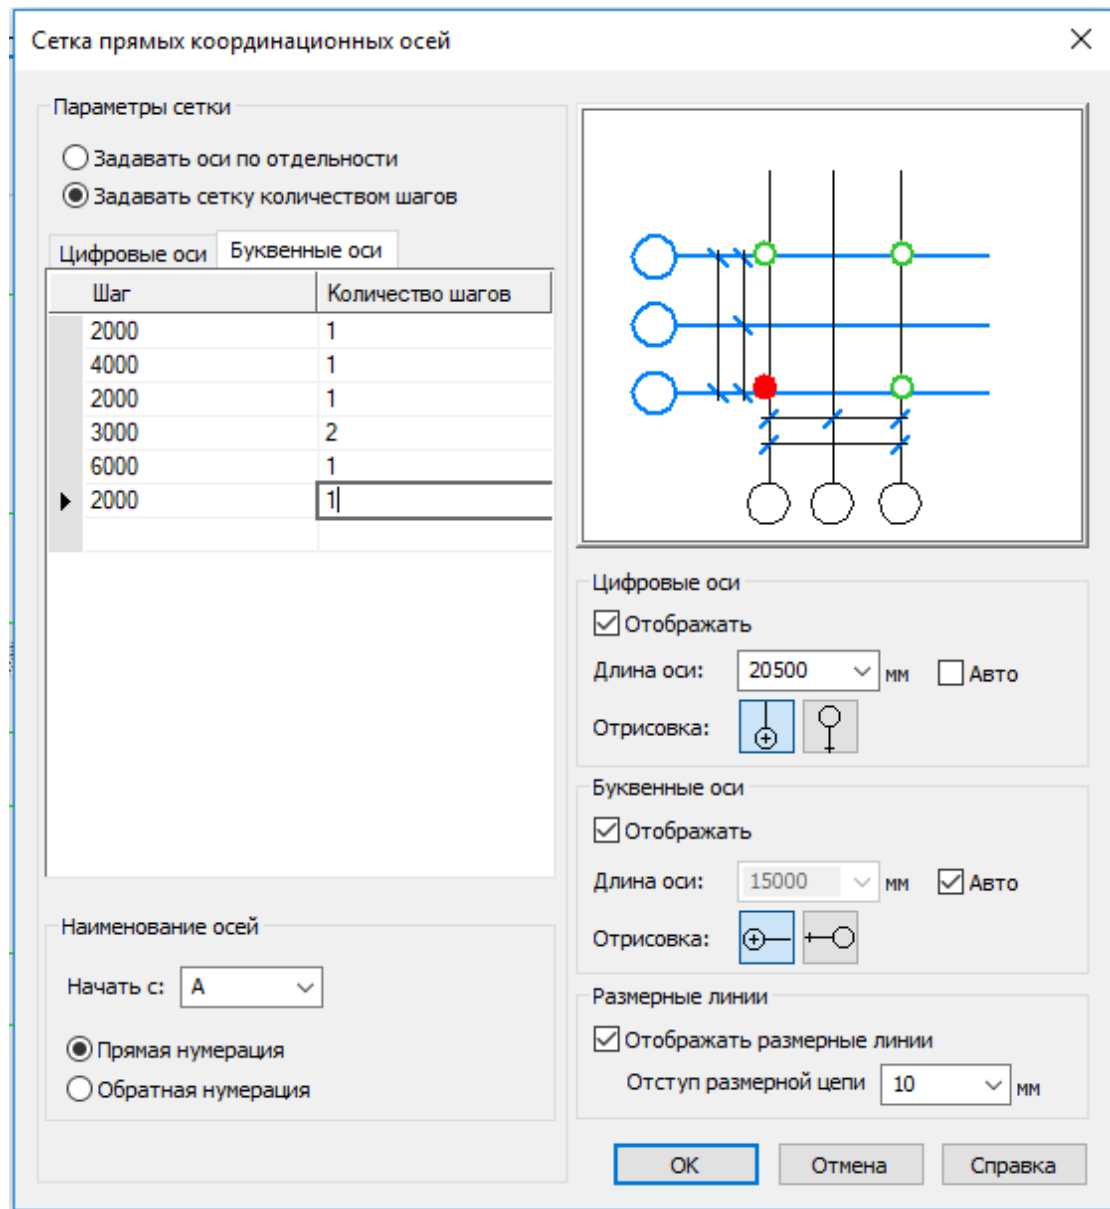 Сетка прямых координационных осей
Параметры сетки
Задавать оси по отдельности
Задавать сетку количеством шагов
Цифровые оси Буквенные оси
Шаг Количество шагов
2000 1
4000 1
2000 1
3000 2
6000 1
2000 1
Наименование осей
Начать с: А
Прямая нумерация
Обратная нумерация
Цифровые оси
Отображать
Длина оси: 20500 мм Авто
Отрисовка:
Буквенные оси
Отображать
Длина оси: 15000 мм Авто
Отрисовка:
Размерные линии
Отображать размерные линии
Отступ размерной цепи 10 мм
ОК Отмена Справка